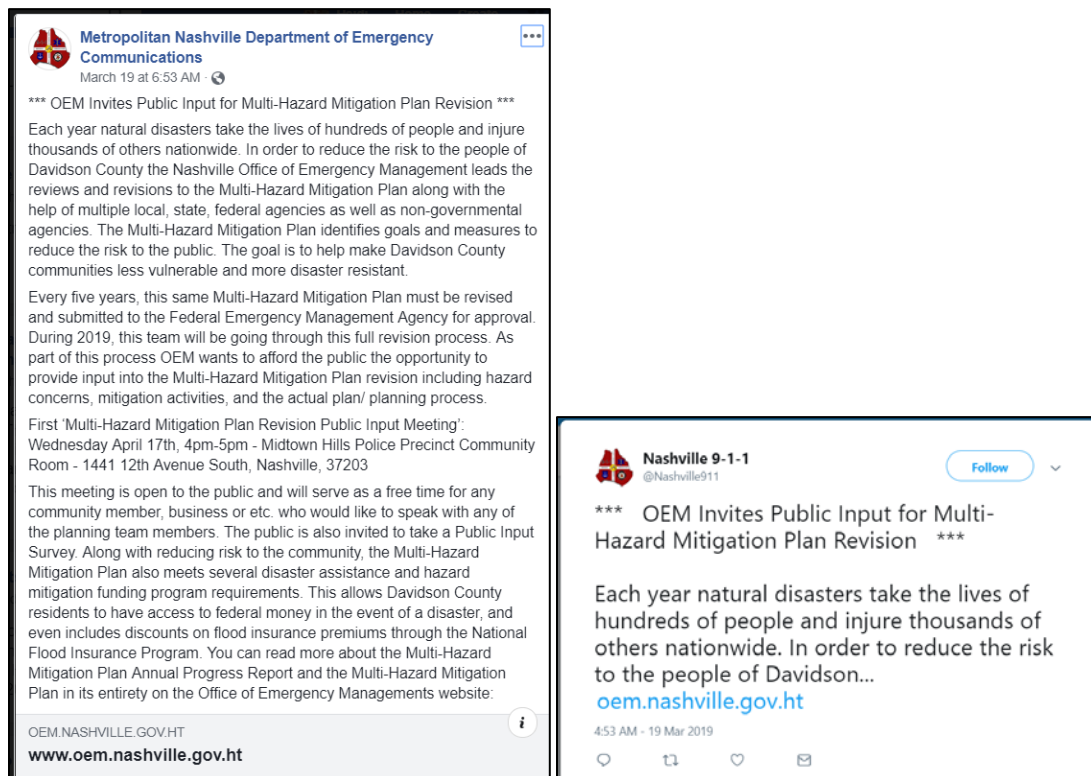 Metropolitan Nashville Department of Emergency
Communications
March 19 at 6:53 AM ·
*** OEM Invites Public Input for Multi-Hazard Mitigation Plan Revision ***
Each year natural disasters take the lives of hundreds of people and injure
thousands of others nationwide. In order to reduce the risk to the people of
Davidson County the Nashville Office of Emergency Management leads the
reviews and revisions to the Multi-Hazard Mitigation Plan along with the
help of multiple local, state, federal agencies as well as non-governmental
agencies. The Multi-Hazard Mitigation Plan identifies goals and measures to
reduce the risk to the public. The goal is to help make Davidson County
communities less vulnerable and more disaster resistant.
Every five years, this same Multi-Hazard Mitigation Plan must be revised
and submitted to the Federal Emergency Management Agency for approval.
During 2019, this team will be going through this full revision process. As
part of this process OEM wants to afford the public the opportunity to
provide input into the Multi-Hazard Mitigation Plan revision including hazard
concerns, mitigation activities, and the actual plan/ planning process.
First ‘Multi-Hazard Mitigation Plan Revision Public Input Meeting’:
Wednesday April 17th, 4pm-5pm - Midtown Hills Police Precinct Community
Room - 1441 12th Avenue South, Nashville, 37203
This meeting is open to the public and will serve as a free time for any
community member, business or etc. who would like to speak with any of
the planning team members. The public is also invited to take a Public Input
Survey. Along with reducing risk to the community, the Multi-Hazard
Mitigation Plan also meets several disaster assistance and hazard
mitigation funding program requirements. This allows Davidson County
residents to have access to federal money in the event of a disaster, and
even includes discounts on flood insurance premiums through the National
Flood Insurance Program. You can read more about the Multi-Hazard
Mitigation Plan Annual Progress Report and the Multi-Hazard Mitigation
Plan in its entirety on the Office of Emergency Managements website:
OEM.NASHVILLE.GOV.HT
www.oem.nashville.gov.ht
i
Nashville 9-1-1
@Nashville911
Follow
*** OEM Invites Public Input for Multi-
Hazard Mitigation Plan Revision ***
Each year natural disasters take the lives of
hundreds of people and injure thousands of
others nationwide. In order to reduce the risk
to the people of Davidson...
oem.nashville.gov.ht
4:53 AM - 19 Mar 2019